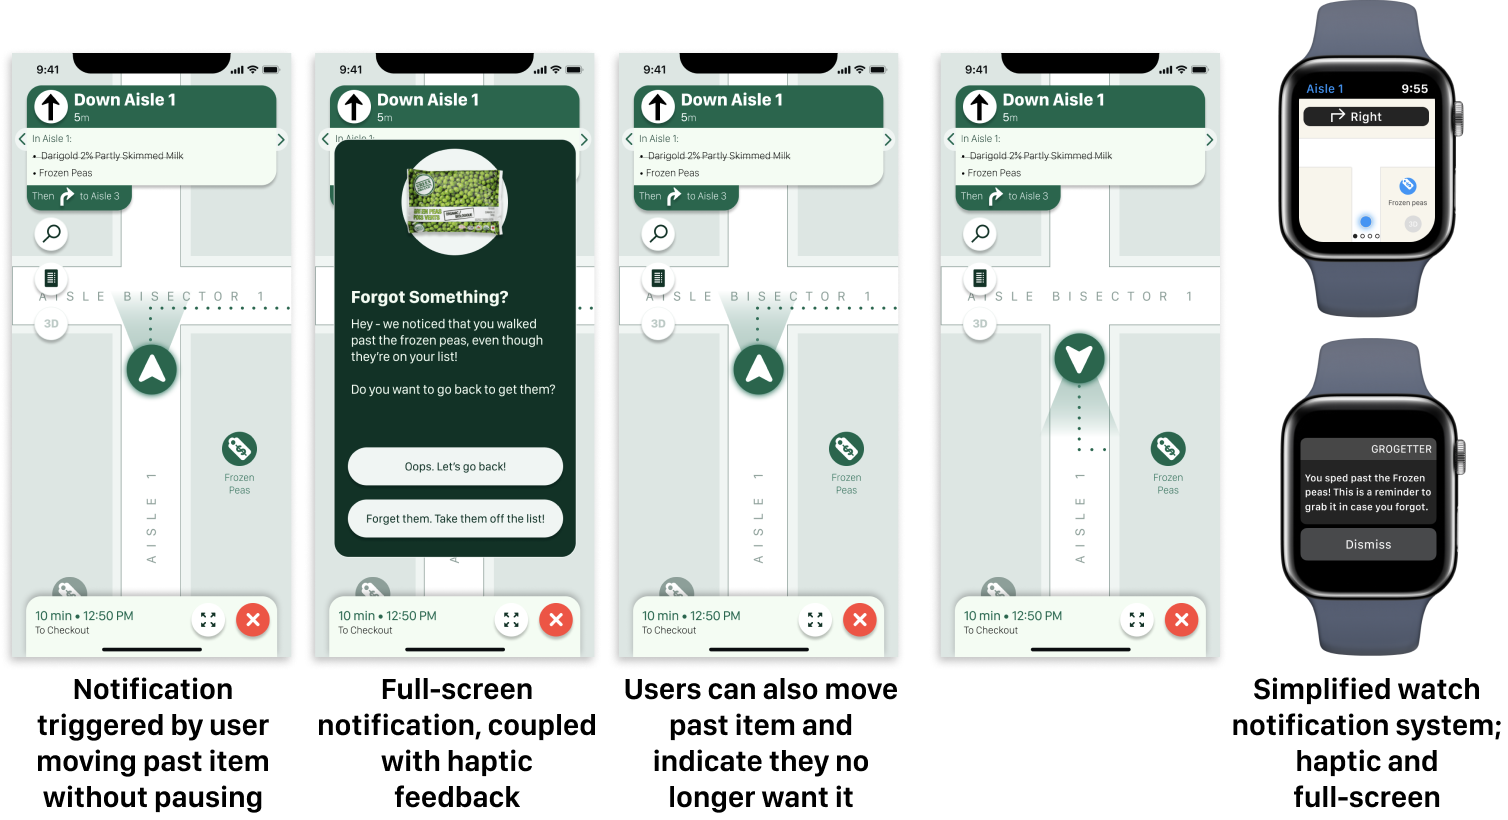 9:41
Down Aisle 1
5m
In Aisle 1:
• Darigold 2% Partly Skimmed Milk
• Frozen Peas
Then to Aisle 3
AISLE BISECTOR 1
3D
Frozen
Peas
AISLE 1
10 min • 12:50 PM
To Checkout
Notification
triggered by user
moving past item
without pausing
9:41
Down Aisle 1
5m
In Aisle 1:
Forgot Something?
Hey - we noticed that you walked
past the frozen peas, even though
they're on your list!
Do you want to go back to get them?
Oops. Let's go back!
Forget them. Take them off the list!
10 min • 12:50 PM
To Checkout
Full-screen
notification, coupled
with haptic
feedback
9:41
Down Aisle 1
5m
In Aisle 1:
• Darigold 2% Partly Skimmed Milk
• Frozen Peas
Then to Aisle 3
AISLE BISECTOR 1
3D
Frozen
Peas
AISLE 1
10 min • 12:50 PM
To Checkout
Users can also move
past item and
indicate they no
longer want it
9:41
Down Aisle 1
5m
In Aisle 1:
• Darigold 2% Partly Skimmed Milk
• Frozen Peas
Then to Aisle 3
AISLE BISECTOR 1
3D
Frozen
Peas
AISLE 1
10 min • 12:50 PM
To Checkout
Aisle 1 9:55
Right
Frozen peas
3D
GROGETTER
You sped past the Frozen
peas! This is a reminder to
grab it in case you forgot.
Dismiss
Simplified watch
notification system;
haptic and
full-screen